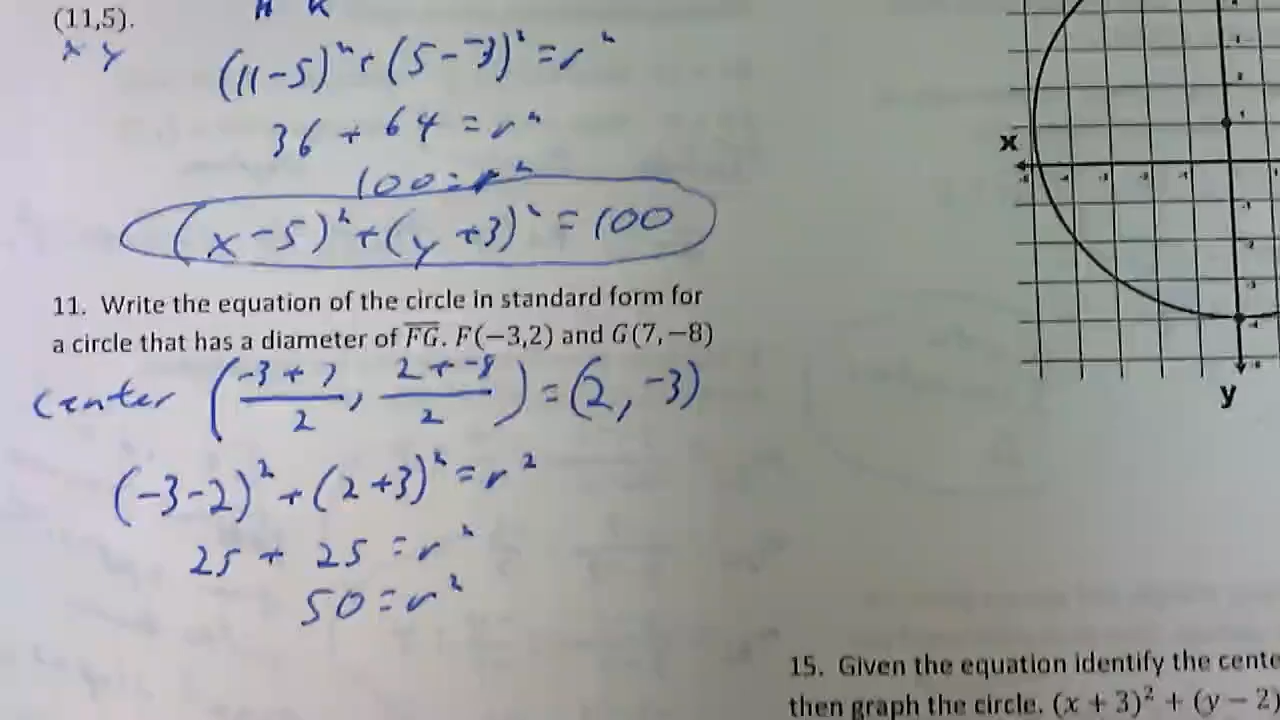 (11,5).
H K
x y
(11-5)² + (5-⁻3)² = r²
36 + 64 = r²
100 = r²
(x-5)² + (y+3)² = 100
11. Write the equation of the circle in standard form for
a circle that has a diameter of F̅G̅. F(−3,2) and G(7,−8)
Center (-3+7/2, 2+-8/2) = (2, -3)
(-3-2)² + (2+3)² = r²
25 + 25 = r²
50 = r²
x
y
15. Given the equation identify the cente
then graph the circle. (x + 3)² + (y − 2)